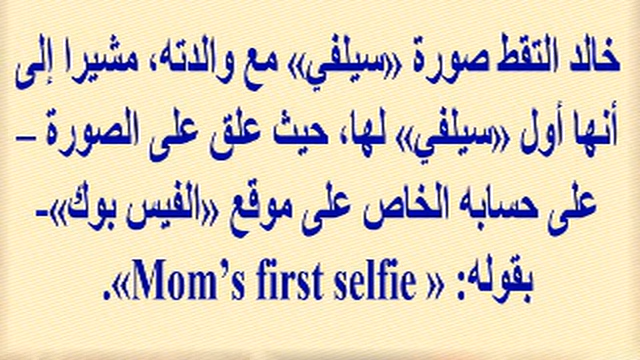 خالد التقط صورة «سيلفي» مع والدته، مشيرا إلى
أنها أول «سيلفي» لها، حيث علق على الصورة –
على حسابه الخاص على موقع «الفيس بوك»-
بقوله: « Mom’s first selfie».